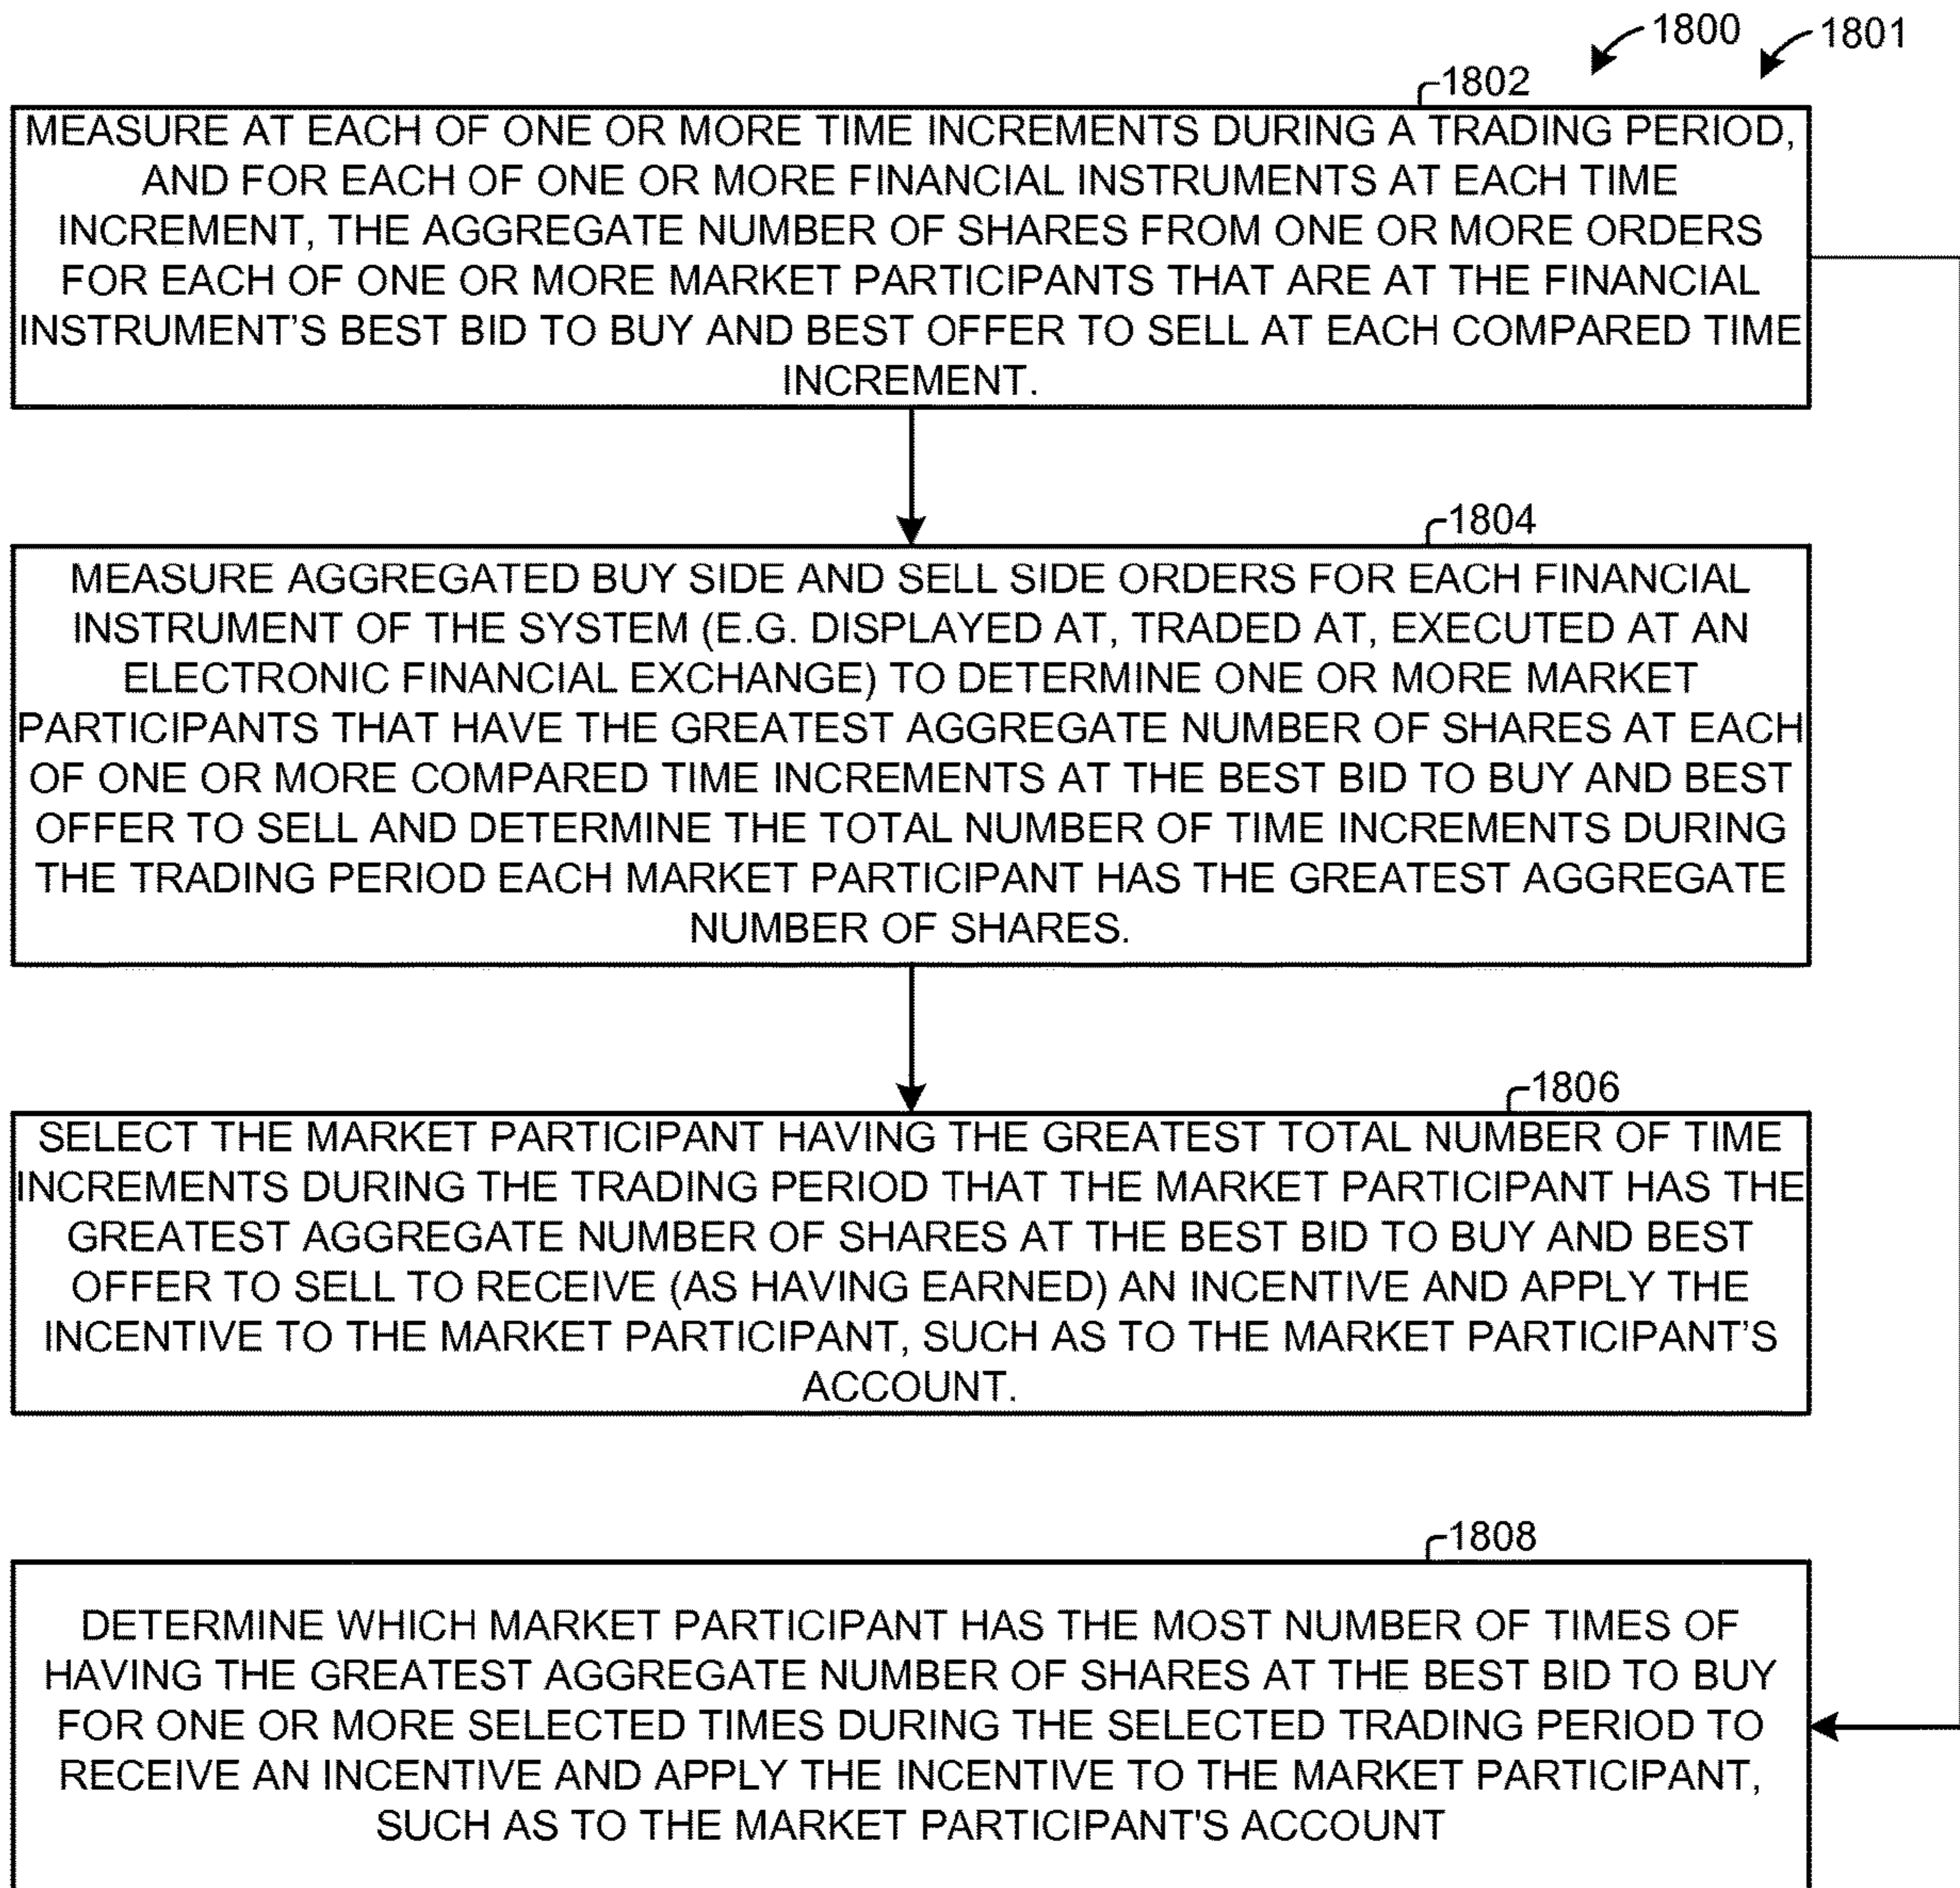 1800
1801
1802
MEASURE AT EACH OF ONE OR MORE TIME INCREMENTS DURING A TRADING PERIOD,
AND FOR EACH OF ONE OR MORE FINANCIAL INSTRUMENTS AT EACH TIME
INCREMENT, THE AGGREGATE NUMBER OF SHARES FROM ONE OR MORE ORDERS
FOR EACH OF ONE OR MORE MARKET PARTICIPANTS THAT ARE AT THE FINANCIAL
INSTRUMENT'S BEST BID TO BUY AND BEST OFFER TO SELL AT EACH COMPARED TIME
INCREMENT.
1804
MEASURE AGGREGATED BUY SIDE AND SELL SIDE ORDERS FOR EACH FINANCIAL
INSTRUMENT OF THE SYSTEM (E.G. DISPLAYED AT, TRADED AT, EXECUTED AT AN
ELECTRONIC FINANCIAL EXCHANGE) TO DETERMINE ONE OR MORE MARKET
PARTICIPANTS THAT HAVE THE GREATEST AGGREGATE NUMBER OF SHARES AT EACH
OF ONE OR MORE COMPARED TIME INCREMENTS AT THE BEST BID TO BUY AND BEST
OFFER TO SELL AND DETERMINE THE TOTAL NUMBER OF TIME INCREMENTS DURING
THE TRADING PERIOD EACH MARKET PARTICIPANT HAS THE GREATEST AGGREGATE
NUMBER OF SHARES.
1806
SELECT THE MARKET PARTICIPANT HAVING THE GREATEST TOTAL NUMBER OF TIME
INCREMENTS DURING THE TRADING PERIOD THAT THE MARKET PARTICIPANT HAS THE
GREATEST AGGREGATE NUMBER OF SHARES AT THE BEST BID TO BUY AND BEST
OFFER TO SELL TO RECEIVE (AS HAVING EARNED) AN INCENTIVE AND APPLY THE
INCENTIVE TO THE MARKET PARTICIPANT, SUCH AS TO THE MARKET PARTICIPANT'S
ACCOUNT.
1808
DETERMINE WHICH MARKET PARTICIPANT HAS THE MOST NUMBER OF TIMES OF
HAVING THE GREATEST AGGREGATE NUMBER OF SHARES AT THE BEST BID TO BUY
FOR ONE OR MORE SELECTED TIMES DURING THE SELECTED TRADING PERIOD TO
RECEIVE AN INCENTIVE AND APPLY THE INCENTIVE TO THE MARKET PARTICIPANT,
SUCH AS TO THE MARKET PARTICIPANT'S ACCOUNT